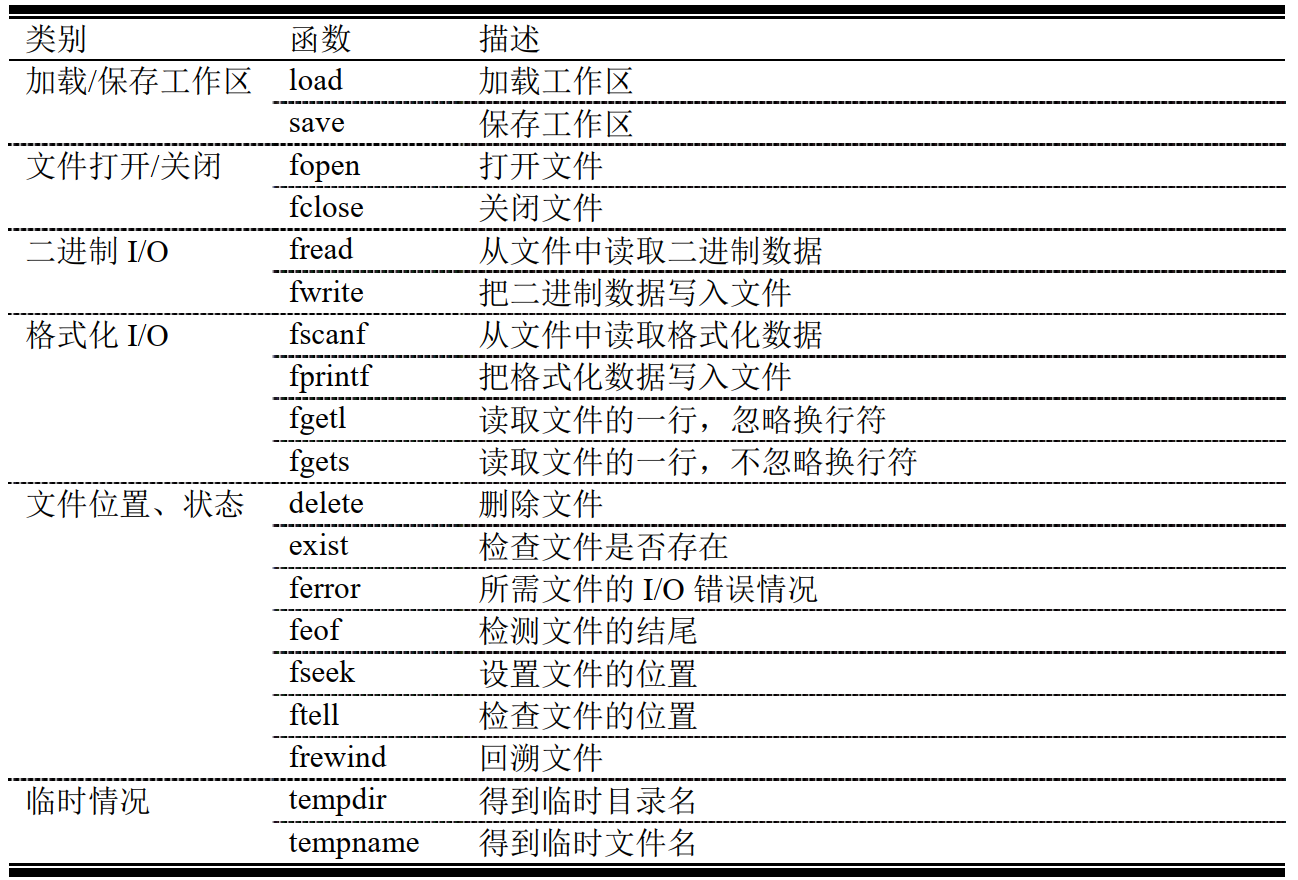 类别 函数 描述
加载/保存工作区 load 加载工作区
save 保存工作区
文件打开/关闭 fopen 打开文件
fclose 关闭文件
二进制 I/O fread 从文件中读取二进制数据
fwrite 把二进制数据写入文件
格式化 I/O fscanf 从文件中读取格式化数据
fprintf 把格式化数据写入文件
fgetl 读取文件的一行，忽略换行符
fgets 读取文件的一行，不忽略换行符
文件位置、状态 delete 删除文件
exist 检查文件是否存在
ferror 所需文件的 I/O 错误情况
feof 检测文件的结尾
fseek 设置文件的位置
ftell 检查文件的位置
frewind 回溯文件
临时情况 tempdir 得到临时目录名
tempname 得到临时文件名